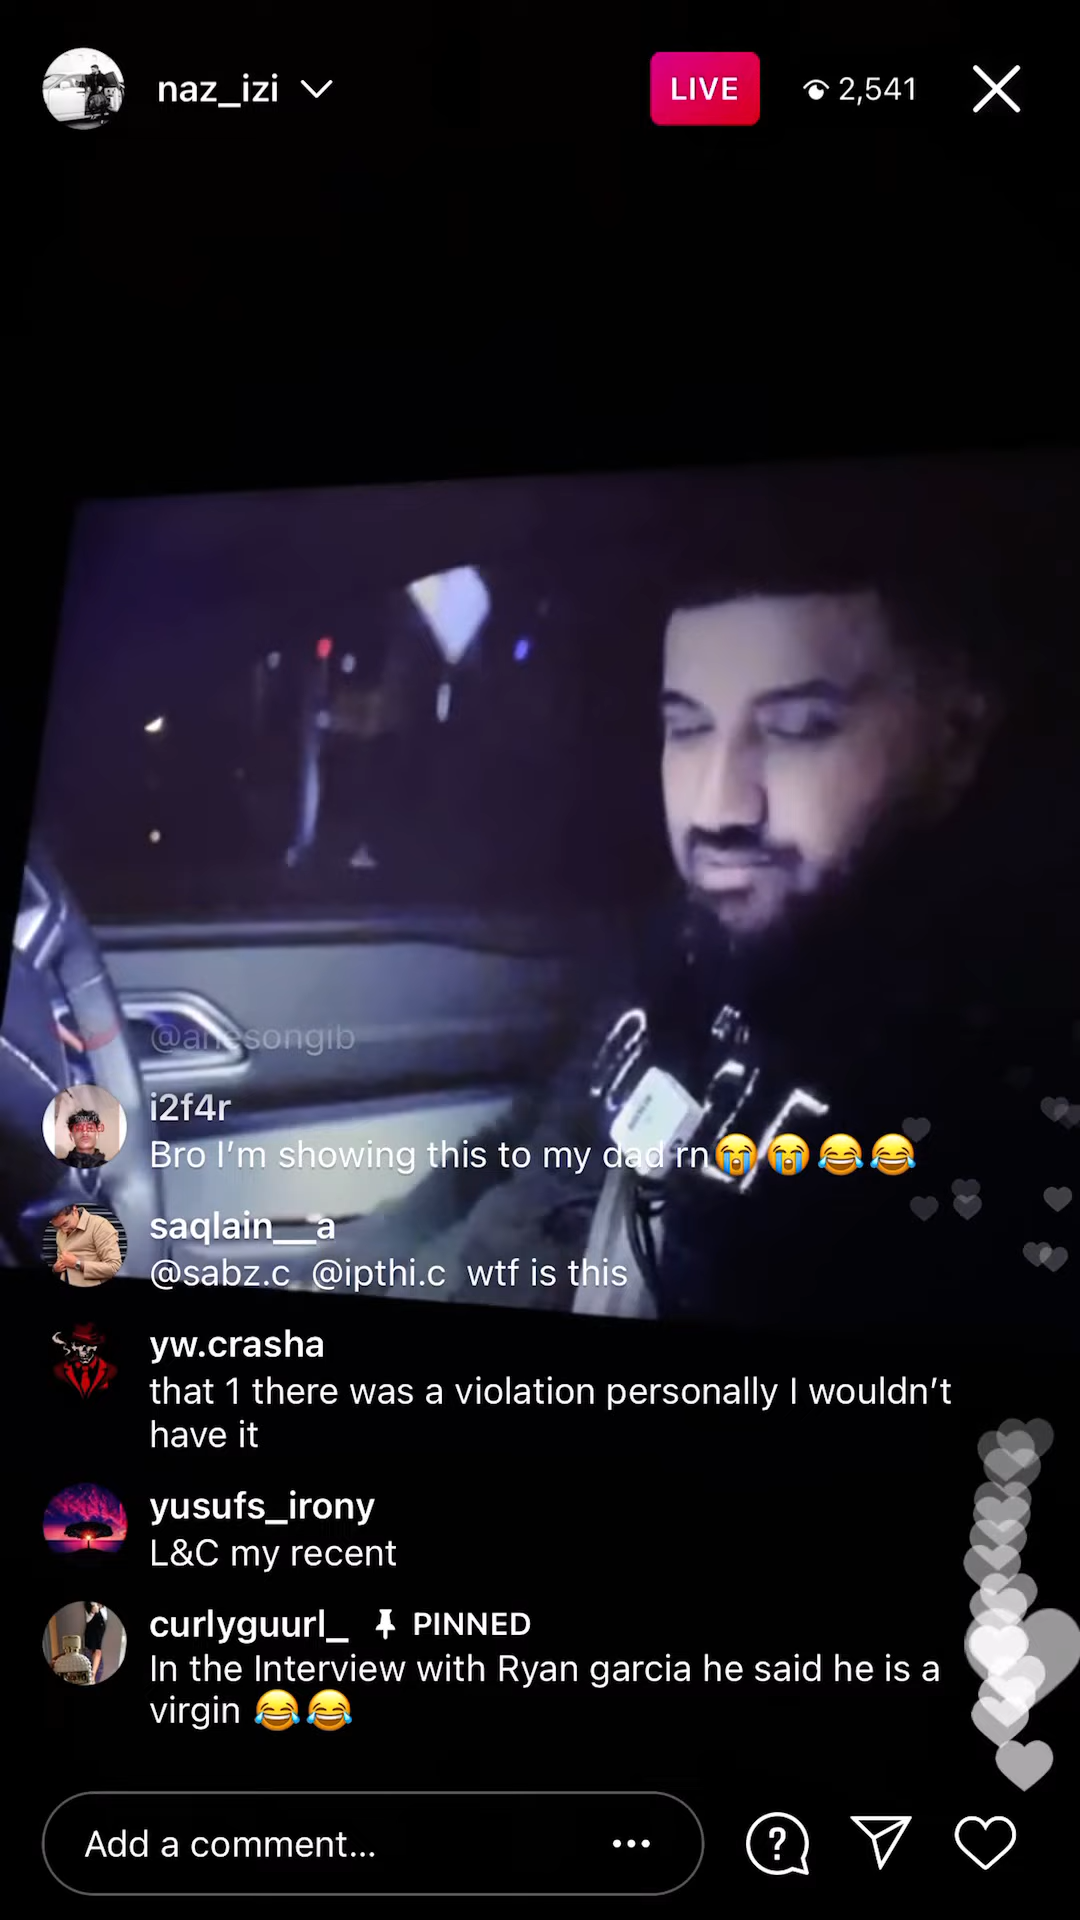 naz_izi
LIVE
2,541
@anesongib
i2f4r
Bro I’m showing this to my dad rn😭😭😂😂
saqlain__a
@sabz.c @ipthi.c wtf is this
yw.crasha
that 1 there was a violation personally I wouldn’t
have it
yusufs_irony
L&C my recent
curlyguurl_ PINNED
In the Interview with Ryan garcia he said he is a
virgin 😂😂
Add a comment...